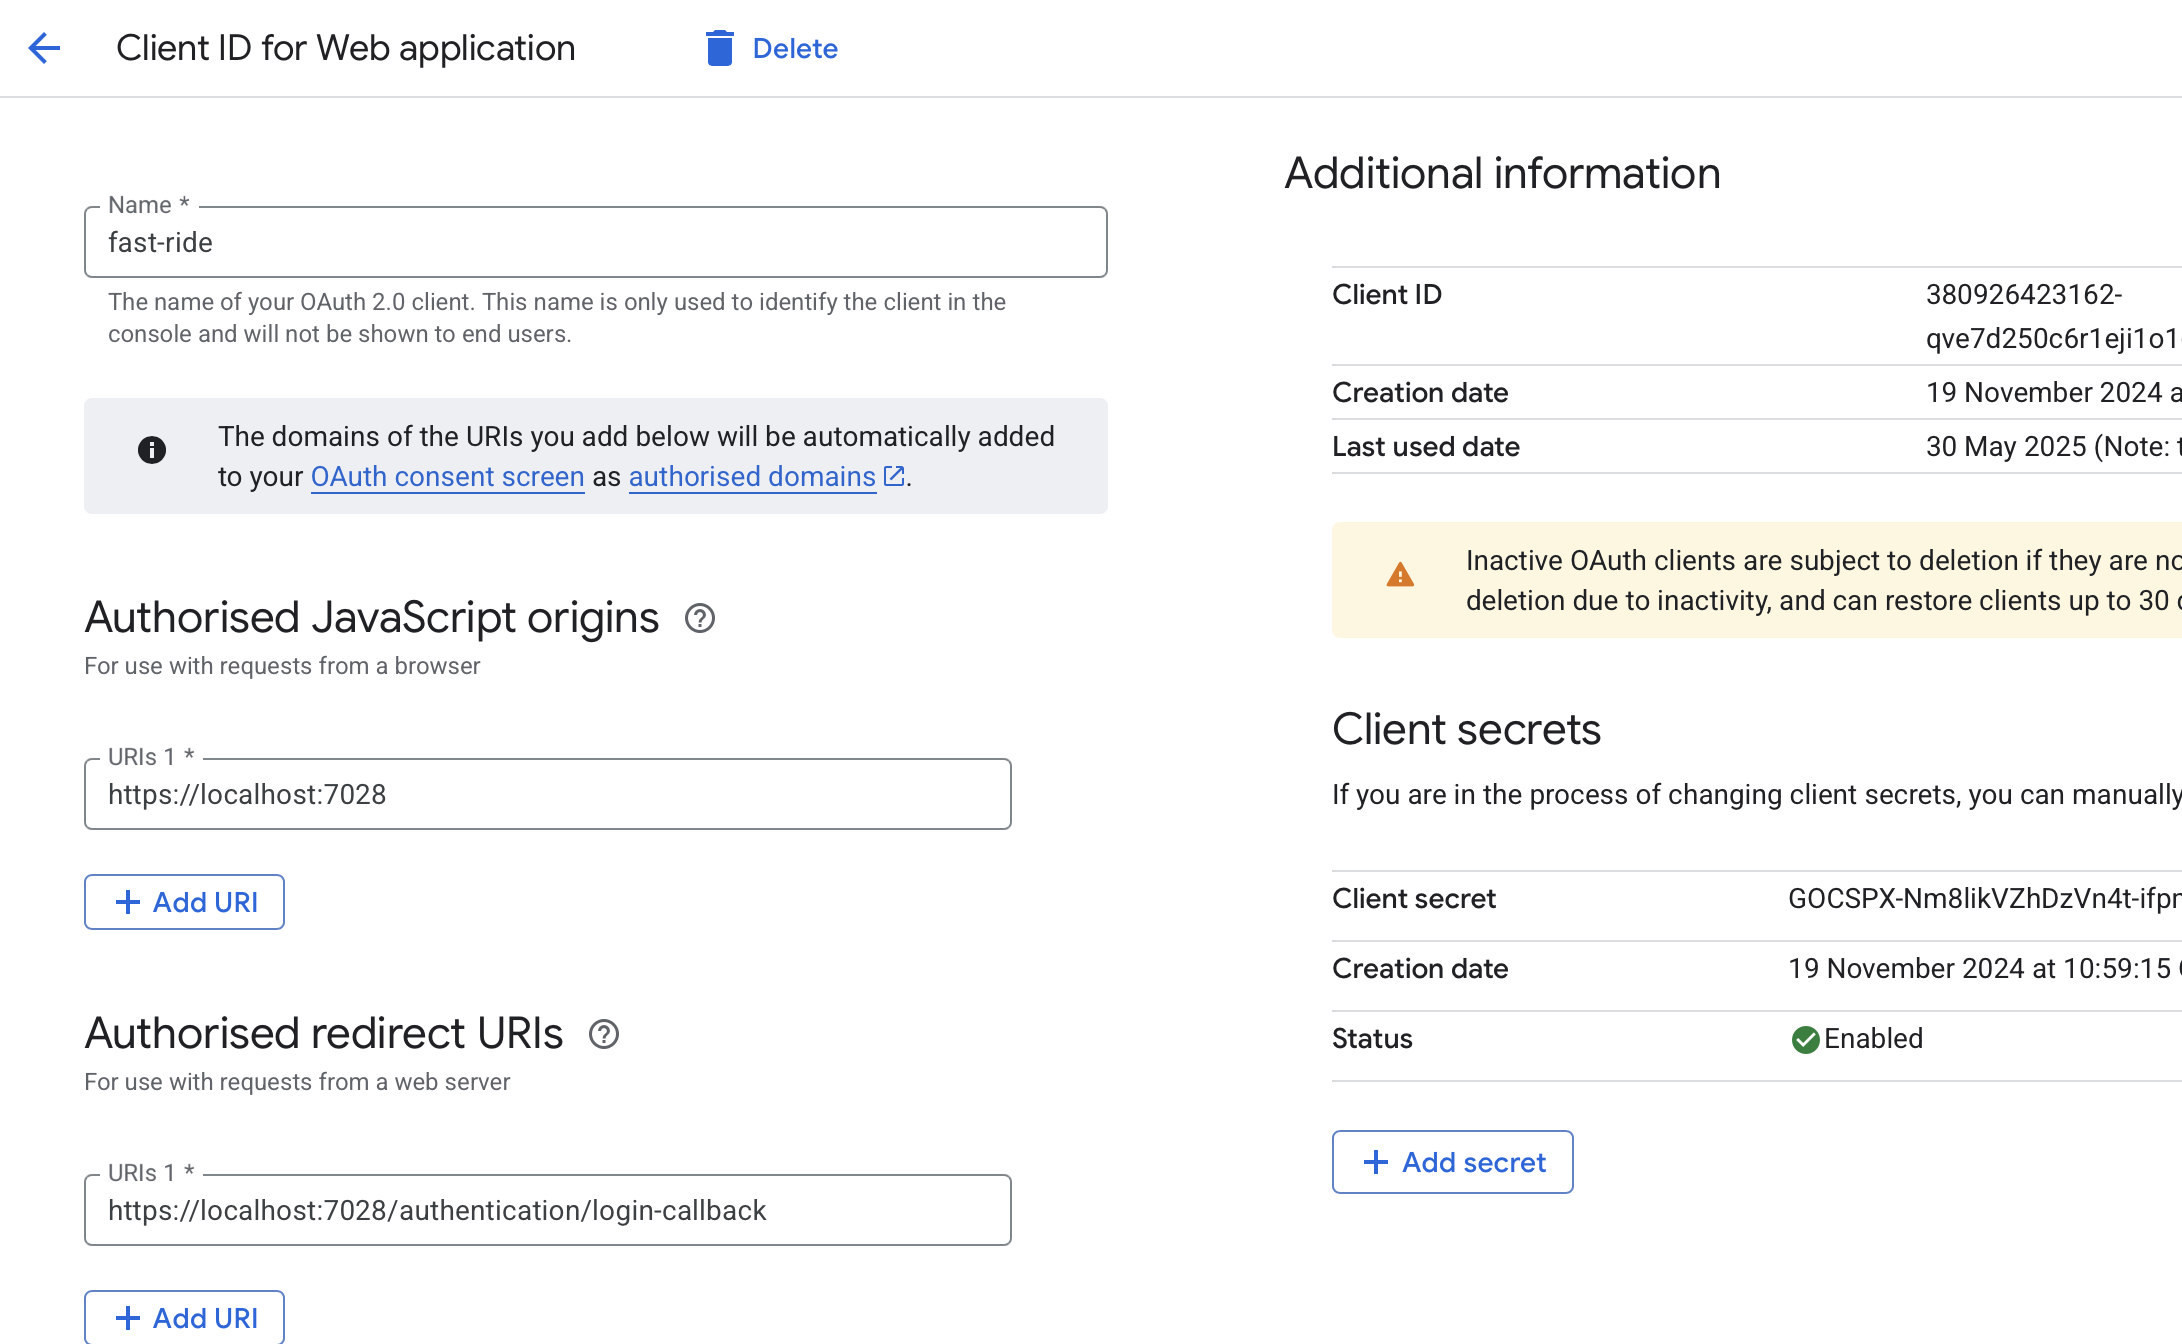 Client ID for Web application
Delete
Name *
fast-ride
The name of your OAuth 2.0 client. This name is only used to identify the client in the
console and will not be shown to end users.
The domains of the URIs you add below will be automatically added
to your OAuth consent screen as authorised domains.
Authorised JavaScript origins
For use with requests from a browser
URIs 1 *
https://localhost:7028
Add URI
Authorised redirect URIs
For use with requests from a web server
URIs 1 *
https://localhost:7028/authentication/login-callback
Add URI
Additional information
Client ID 380926423162-
qve7d250c6r1eji1o1
Creation date 19 November 2024
Last used date 30 May 2025 (Note:
Inactive OAuth clients are subject to deletion if they are
deletion due to inactivity, and can restore clients up to 30
Client secrets
If you are in the process of changing client secrets, you can manually
Client secret GOCSPX-Nm8likVZhDzVn4t-ifp
Creation date 19 November 2024 at 10:59:15
Status Enabled
Add secret